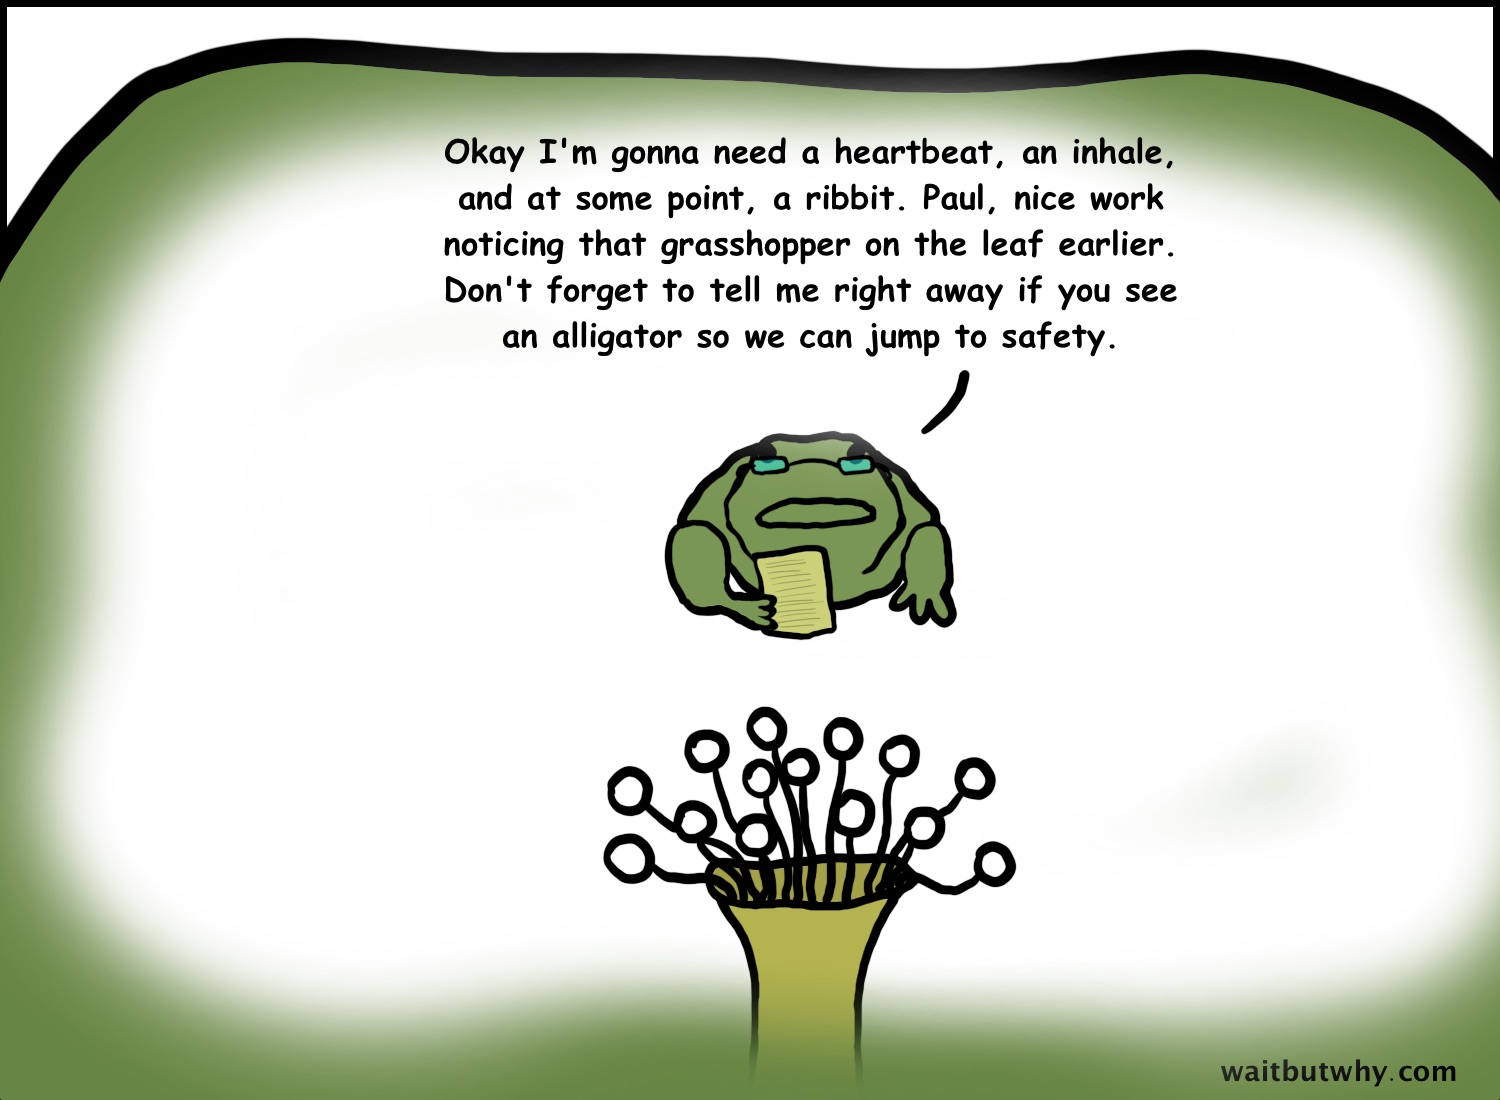 Okay I'm gonna need a heartbeat, an inhale,
and at some point, a ribbit. Paul, nice work
noticing that grasshopper on the leaf earlier.
Don't forget to tell me right away if you see
an alligator so we can jump to safety.
waitbutwhy.com